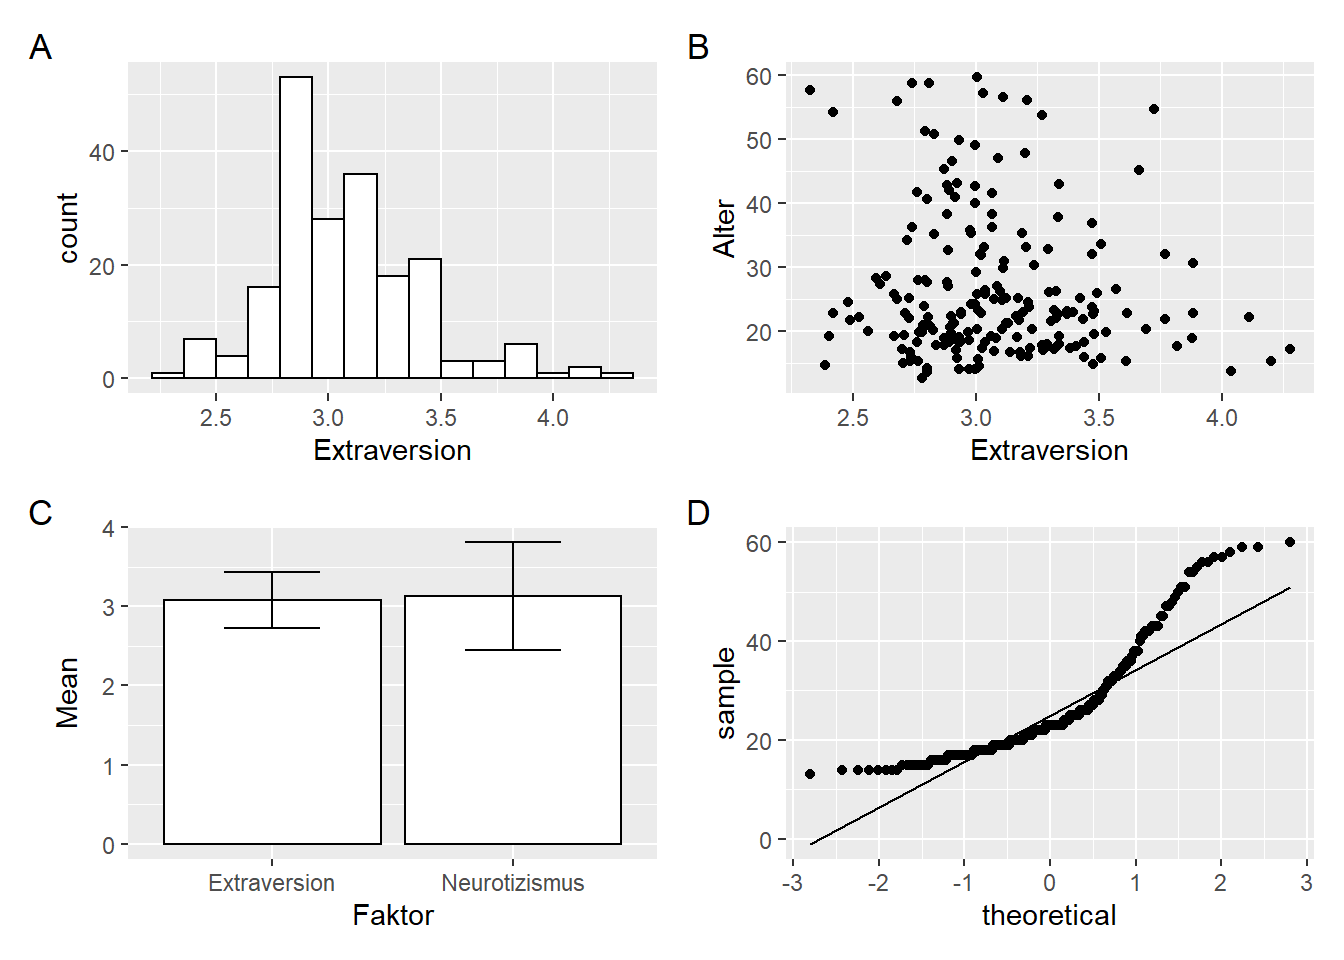 A
count
40
20
0
2.5 3.0 3.5 4.0
Extraversion
B
Alter
60
50
40
30
20
2.5 3.0 3.5 4.0
Extraversion
C
Mean
4
3
2
1
0
Extraversion Neurotizismus
Faktor
D
sample
60
40
20
0
-3 -2 -1 0 1 2 3
theoretical